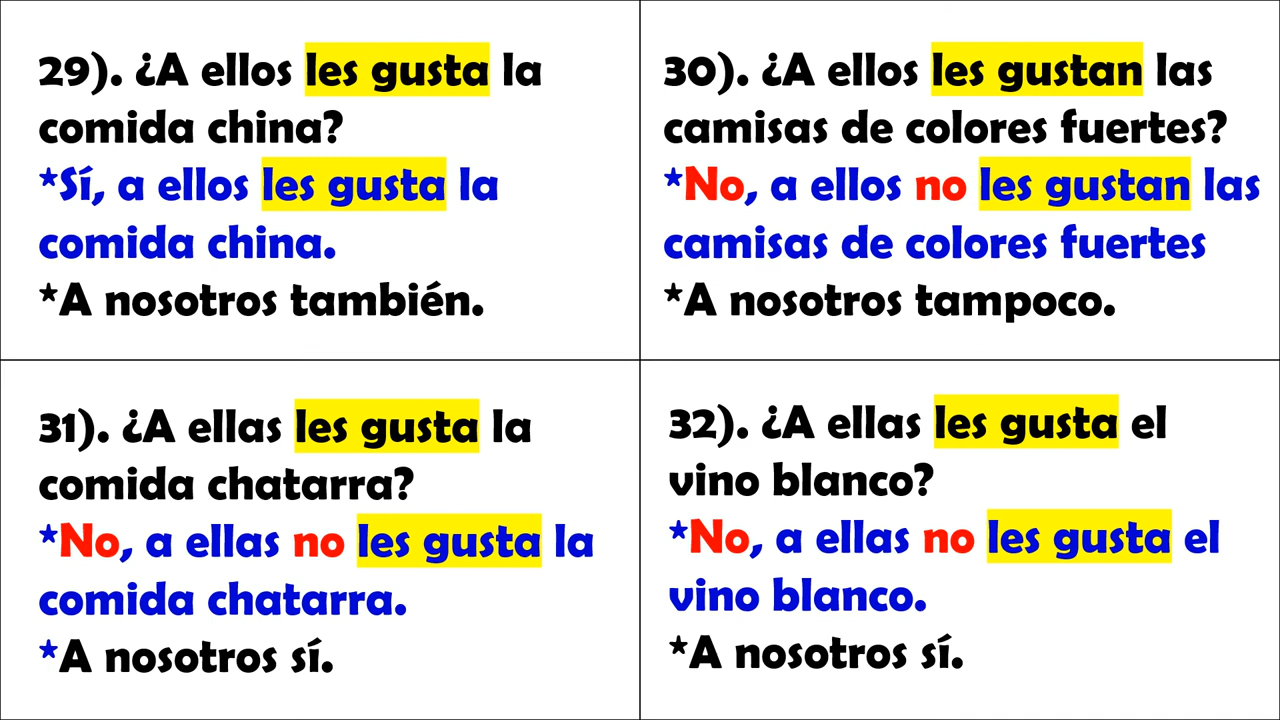 29). ¿A ellos les gusta la
comida china?
*Sí, a ellos les gusta la
comida china.
*A nosotros también.
30). ¿A ellos les gustan las
camisas de colores fuertes?
*No, a ellos no les gustan las
camisas de colores fuertes
*A nosotros tampoco.
31). ¿A ellas les gusta la
comida chatarra?
*No, a ellas no les gusta la
comida chatarra.
*A nosotros sí.
32). ¿A ellas les gusta el
vino blanco?
*No, a ellas no les gusta el
vino blanco.
*A nosotros sí.